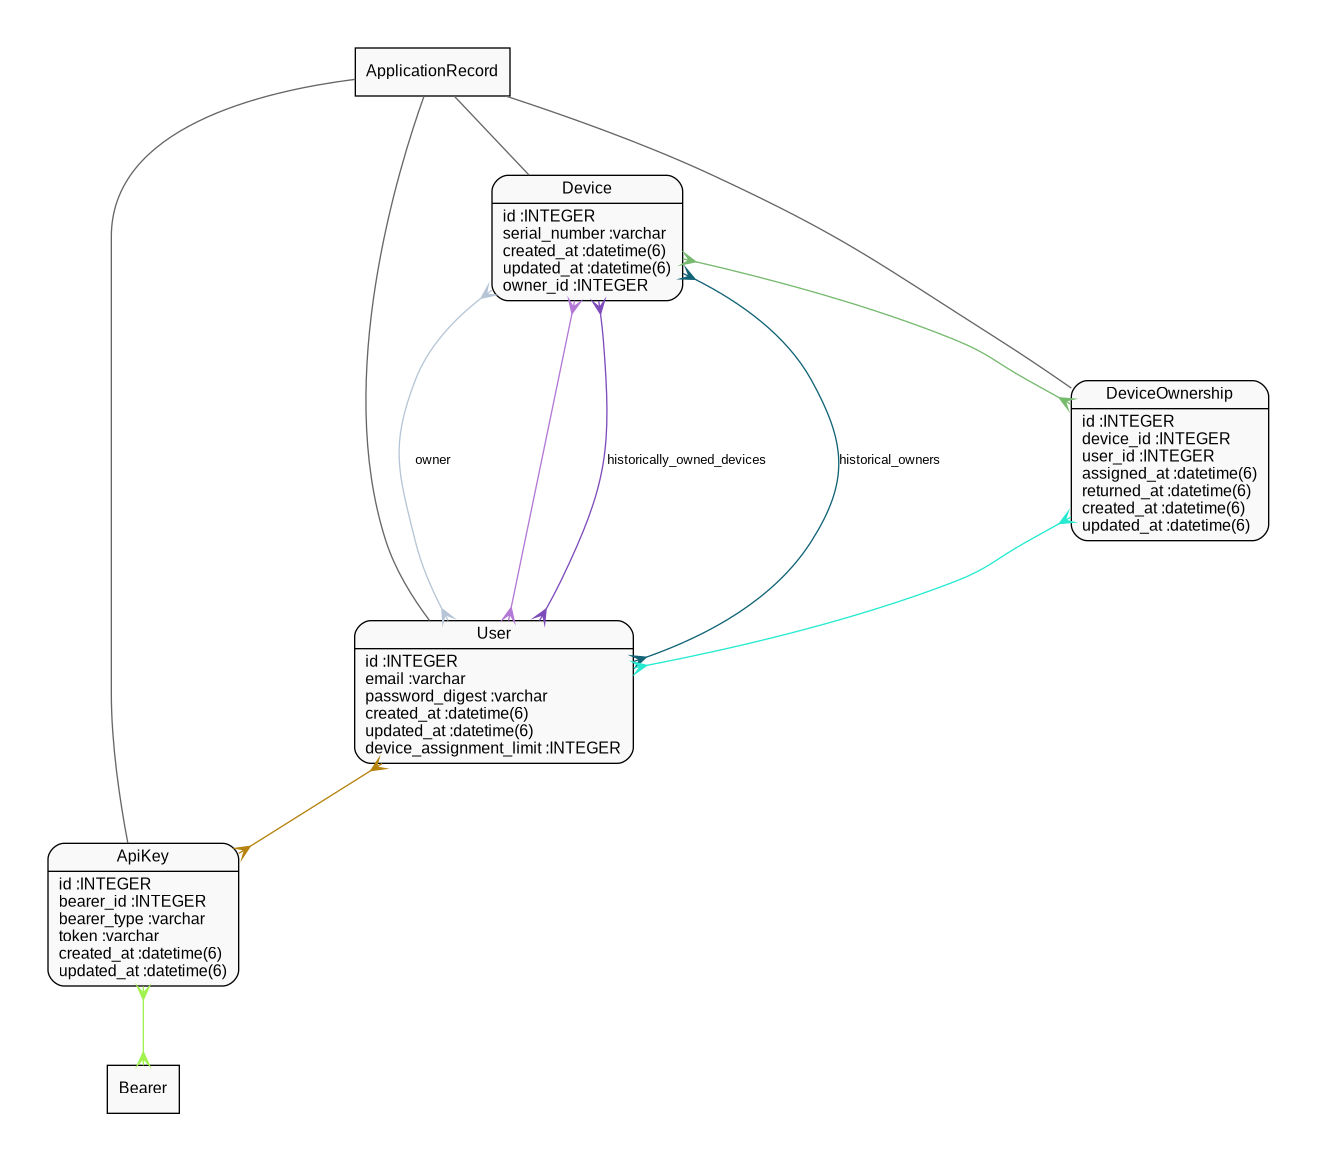 ApplicationRecord
Device
id :INTEGER
serial_number :varchar
created_at :datetime(6)
updated_at :datetime(6)
owner_id :INTEGER
DeviceOwnership
id :INTEGER
device_id :INTEGER
user_id :INTEGER
assigned_at :datetime(6)
returned_at :datetime(6)
created_at :datetime(6)
updated_at :datetime(6)
owner
historically_owned_devices
historical_owners
User
id :INTEGER
email :varchar
password_digest :varchar
created_at :datetime(6)
updated_at :datetime(6)
device_assignment_limit :INTEGER
ApiKey
id :INTEGER
bearer_id :INTEGER
bearer_type :varchar
token :varchar
created_at :datetime(6)
updated_at :datetime(6)
Bearer